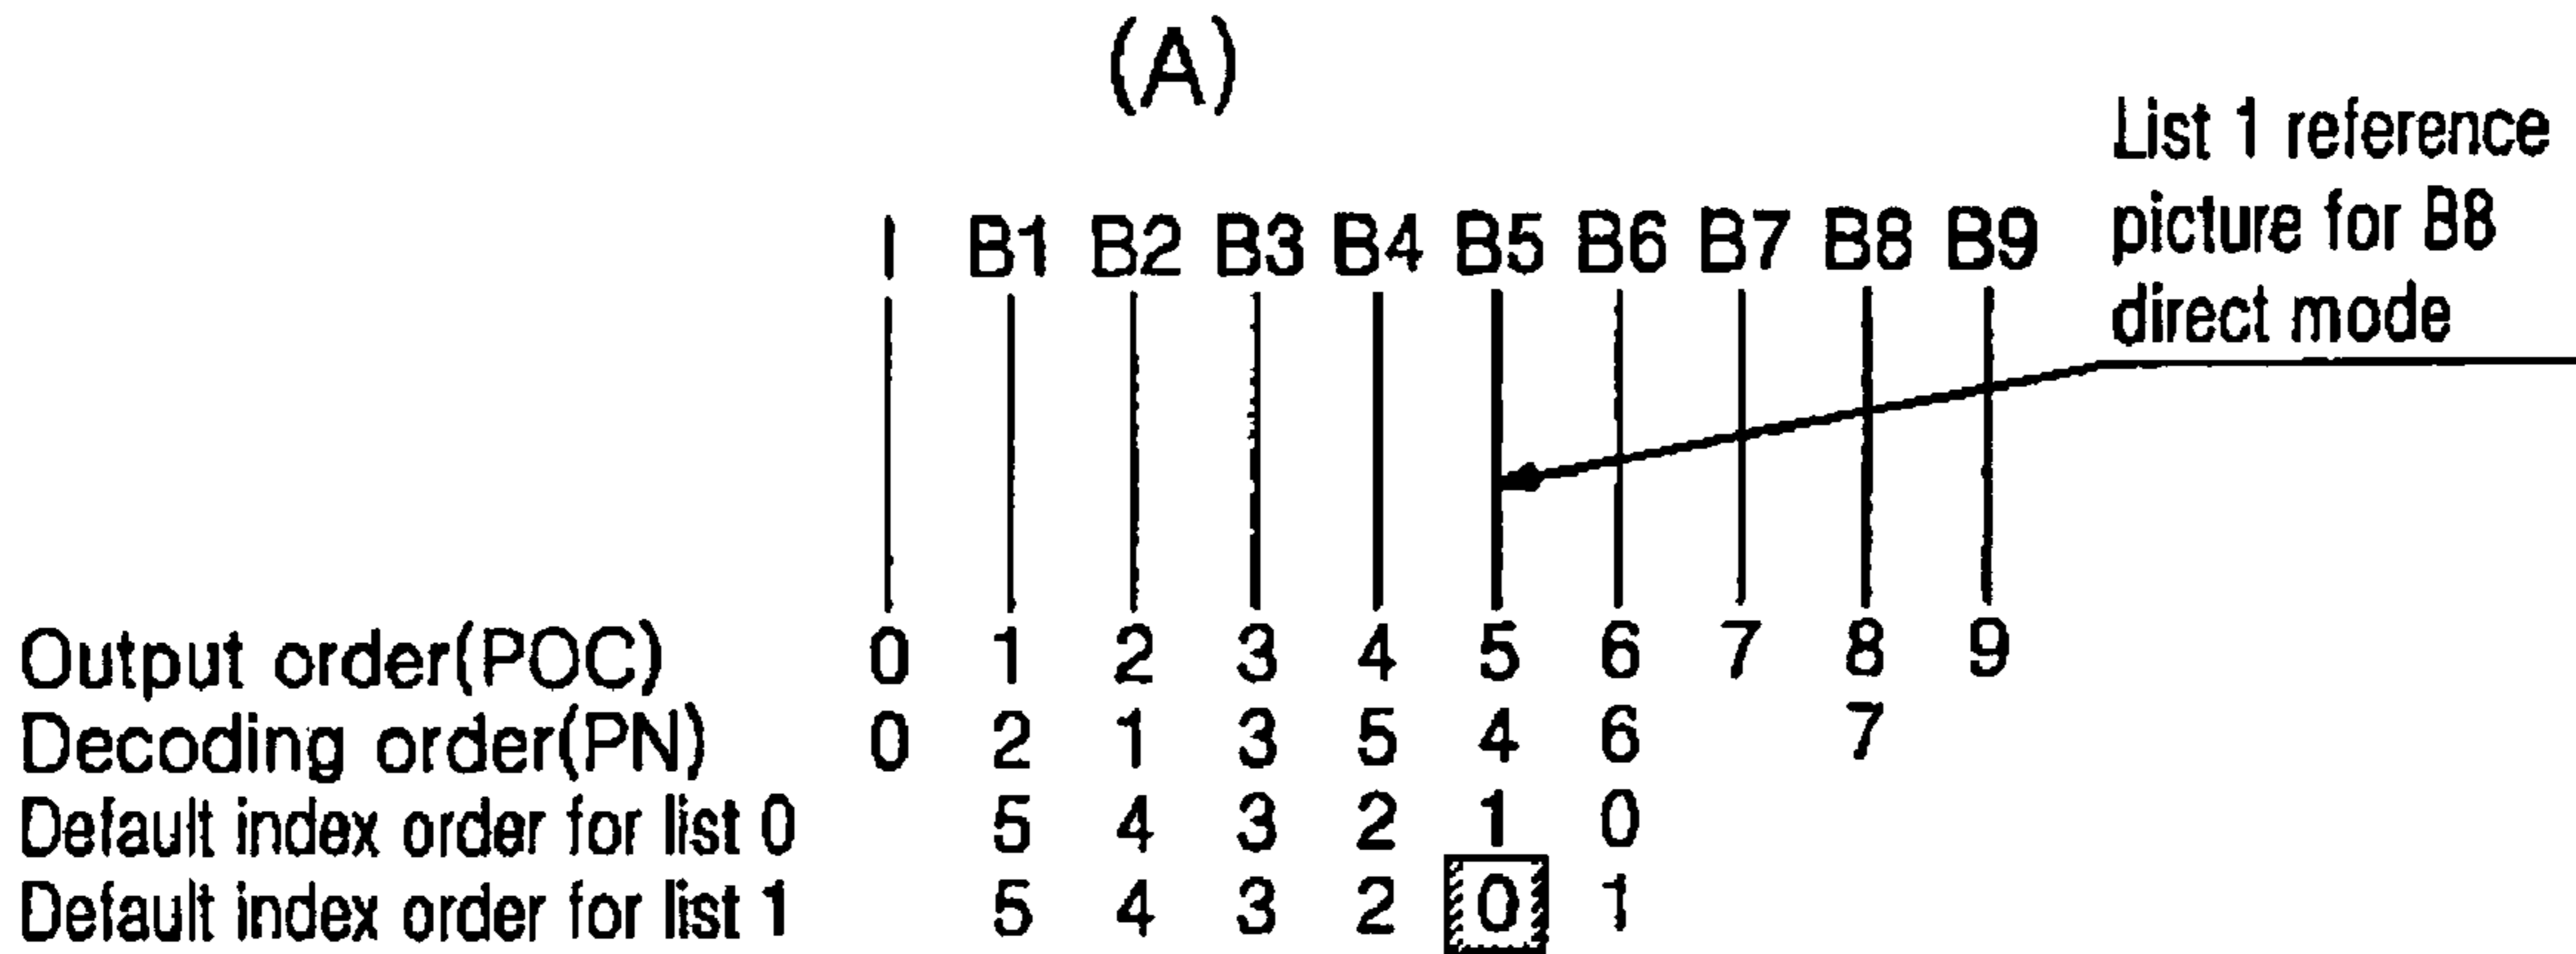 (A)
List 1 reference
picture for B8
direct mode
I B1 B2 B3 B4 B5 B6 B7 B8 B9
Output order(POC) 0 1 2 3 4 5 6 7 8 9
Decoding order(PN) 0 2 1 3 5 4 6 7
Default index order for list 0 5 4 3 2 1 0
Default index order for list 1 5 4 3 2 0 1